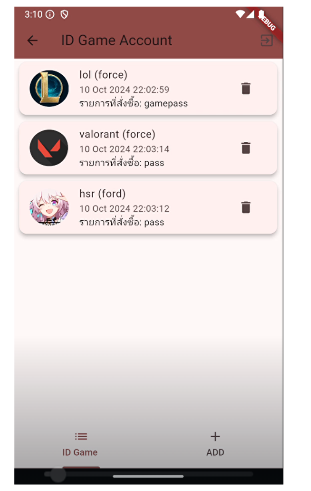 3:10
DEBUG
ID Game Account
lol (force)
10 Oct 2024 22:02:59
รายการที่สั่งซื้อ: gamepass
valorant (force)
10 Oct 2024 22:03:14
รายการที่สั่งซื้อ: pass
hsr (ford)
10 Oct 2024 22:03:12
รายการที่สั่งซื้อ: pass
ID Game
ADD